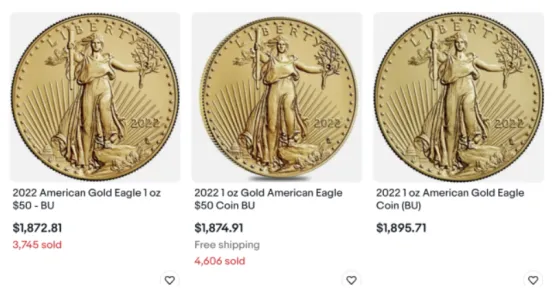 LIBERTY
2022
LIBERTY
2022
LIBERTY
2022
2022 American Gold Eagle 1 oz
$50 - BU
$1,872.81
3,745 sold
2022 1 oz Gold American Eagle
$50 Coin BU
$1,874.91
Free shipping
4,606 sold
2022 1 oz American Gold Eagle
Coin (BU)
$1,895.71